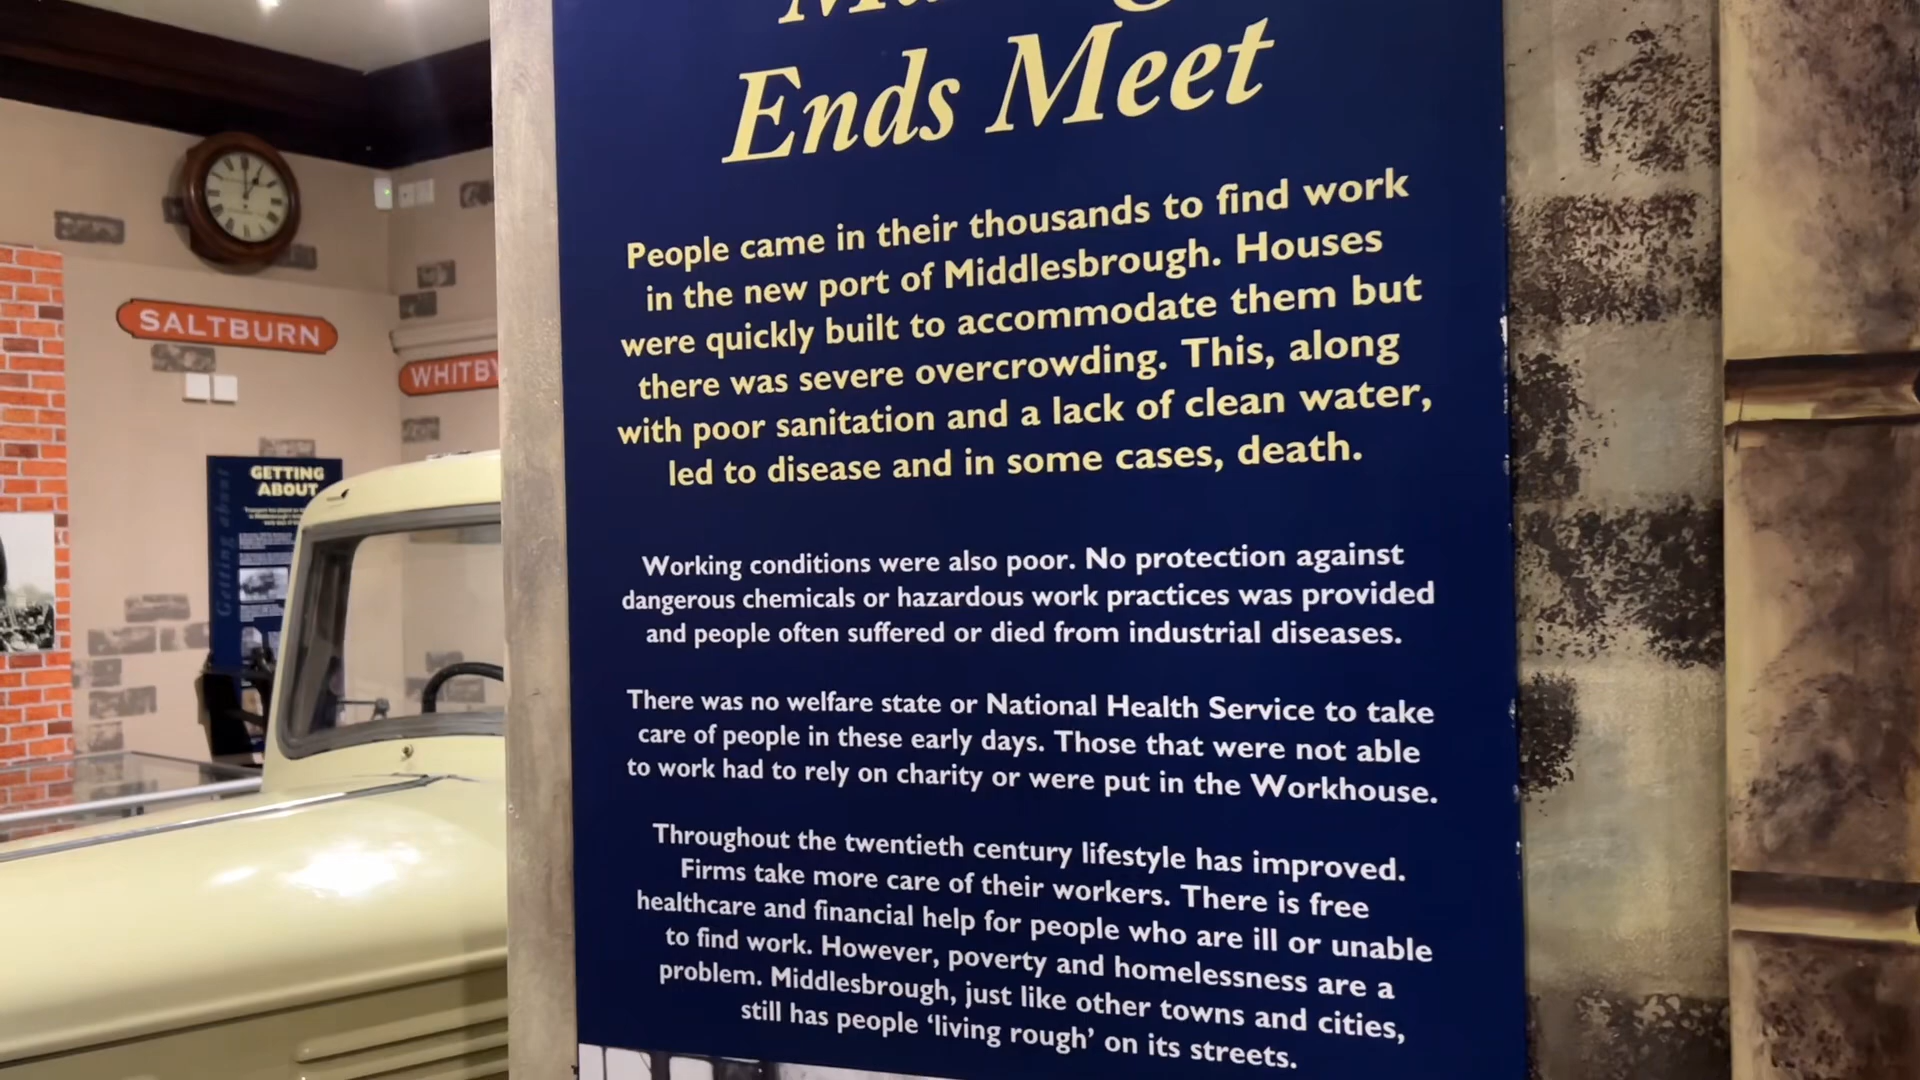 Ends Meet
People came in their thousands to find work
in the new port of Middlesbrough. Houses
were quickly built to accommodate them but
there was severe overcrowding. This, along
with poor sanitation and a lack of clean water,
led to disease and in some cases, death.
Working conditions were also poor. No protection against
dangerous chemicals or hazardous work practices was provided
and people often suffered or died from industrial diseases.
There was no welfare state or National Health Service to take
care of people in these early days. Those that were not able
to work had to rely on charity or were put in the Workhouse.
Throughout the twentieth century lifestyle has improved.
Firms take more care of their workers. There is free
healthcare and financial help for people who are ill or unable
to find work. However, poverty and homelessness are a
problem. Middlesbrough, just like other towns and cities,
still has people ‘living rough’ on its streets.
SALTBURN
WHITBY
GETTING
ABOUT
Getting about